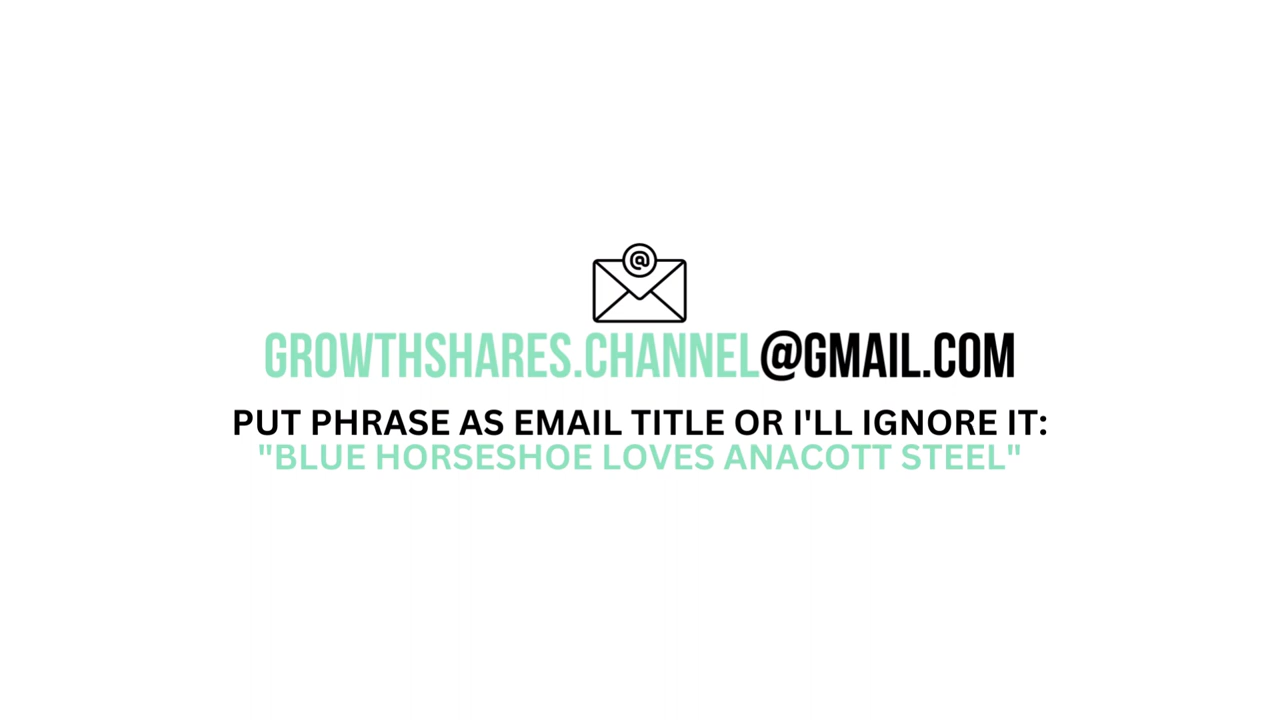 @
GROWTHSHARES.CHANNEL@GMAIL.COM
PUT PHRASE AS EMAIL TITLE OR I'LL IGNORE IT:
"BLUE HORSESHOE LOVES ANACOTT STEEL"